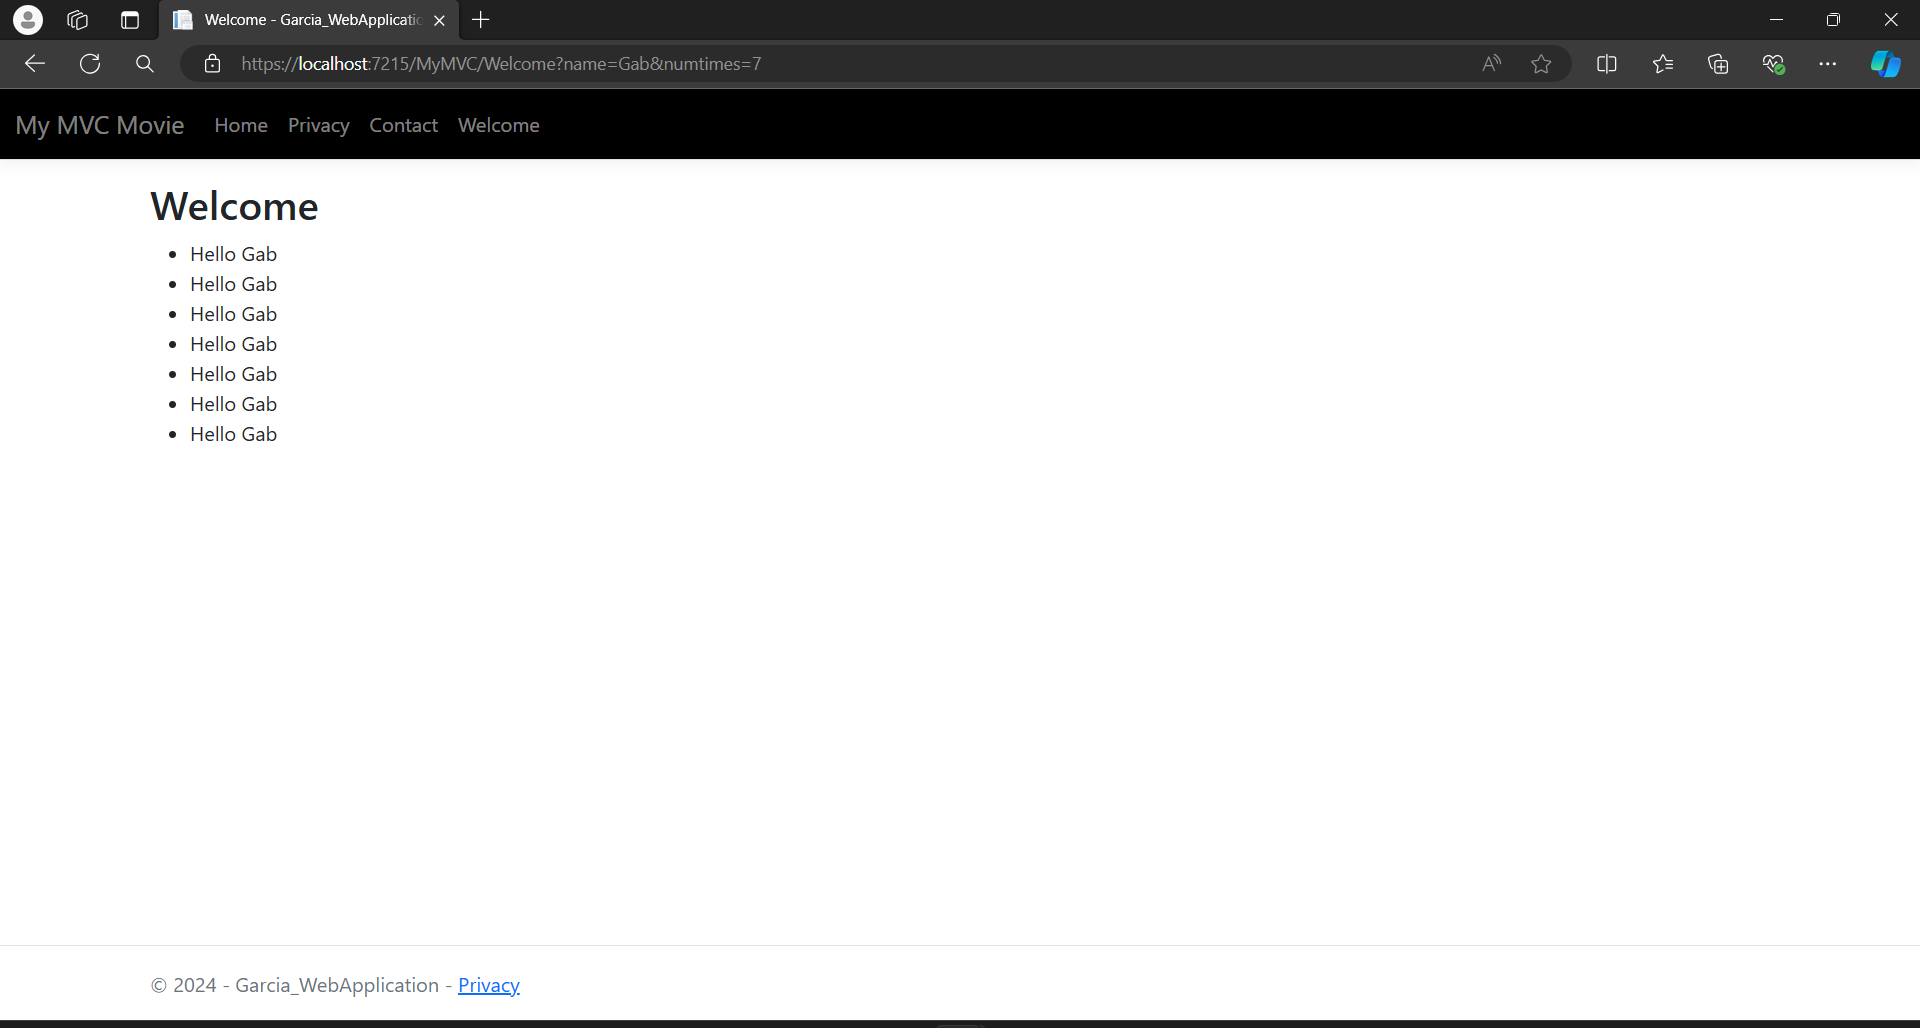 Welcome - Garcia_WebApplicatic
https://localhost:7215/MyMVC/Welcome?name=Gab&numtimes=7
My MVC Movie Home Privacy Contact Welcome
Welcome
• Hello Gab
• Hello Gab
• Hello Gab
• Hello Gab
• Hello Gab
• Hello Gab
• Hello Gab
© 2024 - Garcia_WebApplication - Privacy